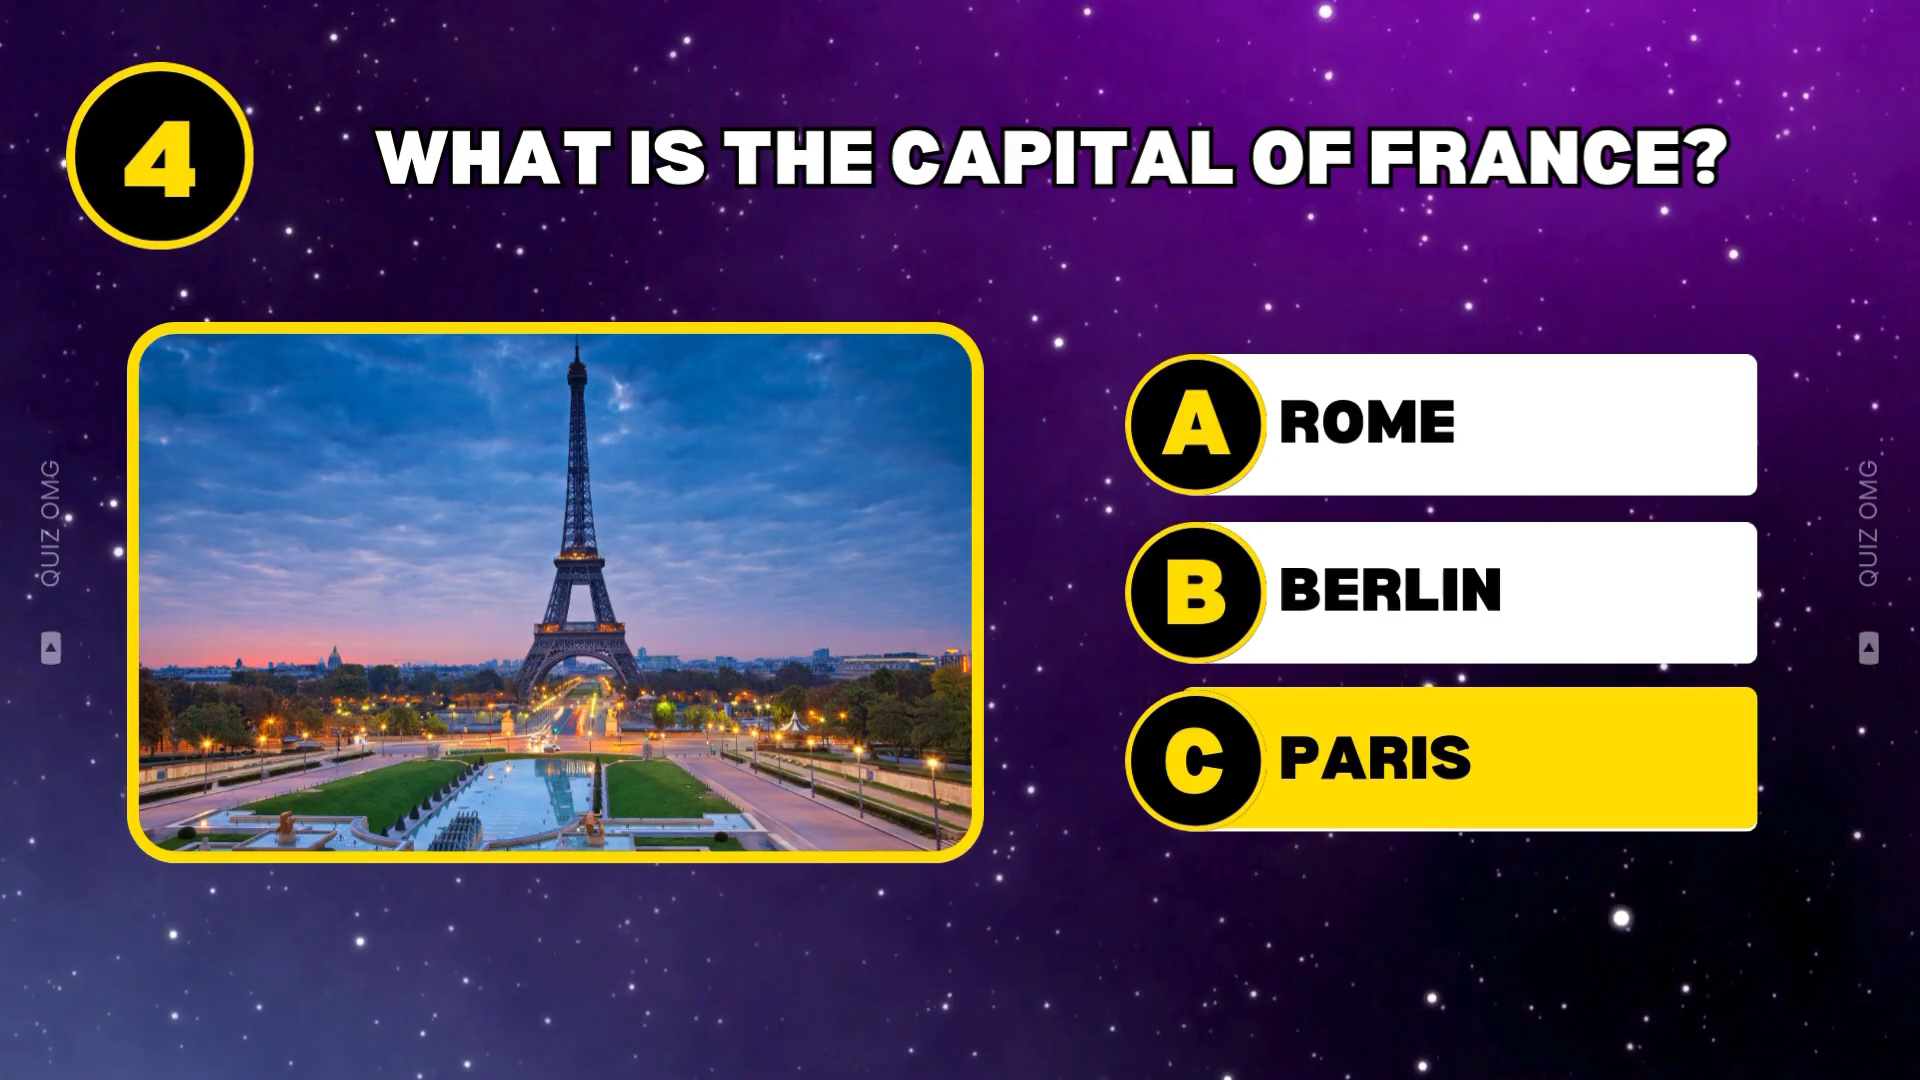 4
WHAT IS THE CAPITAL OF FRANCE?
A ROME
B BERLIN
C PARIS
QUIZ OMG
QUIZ OMG